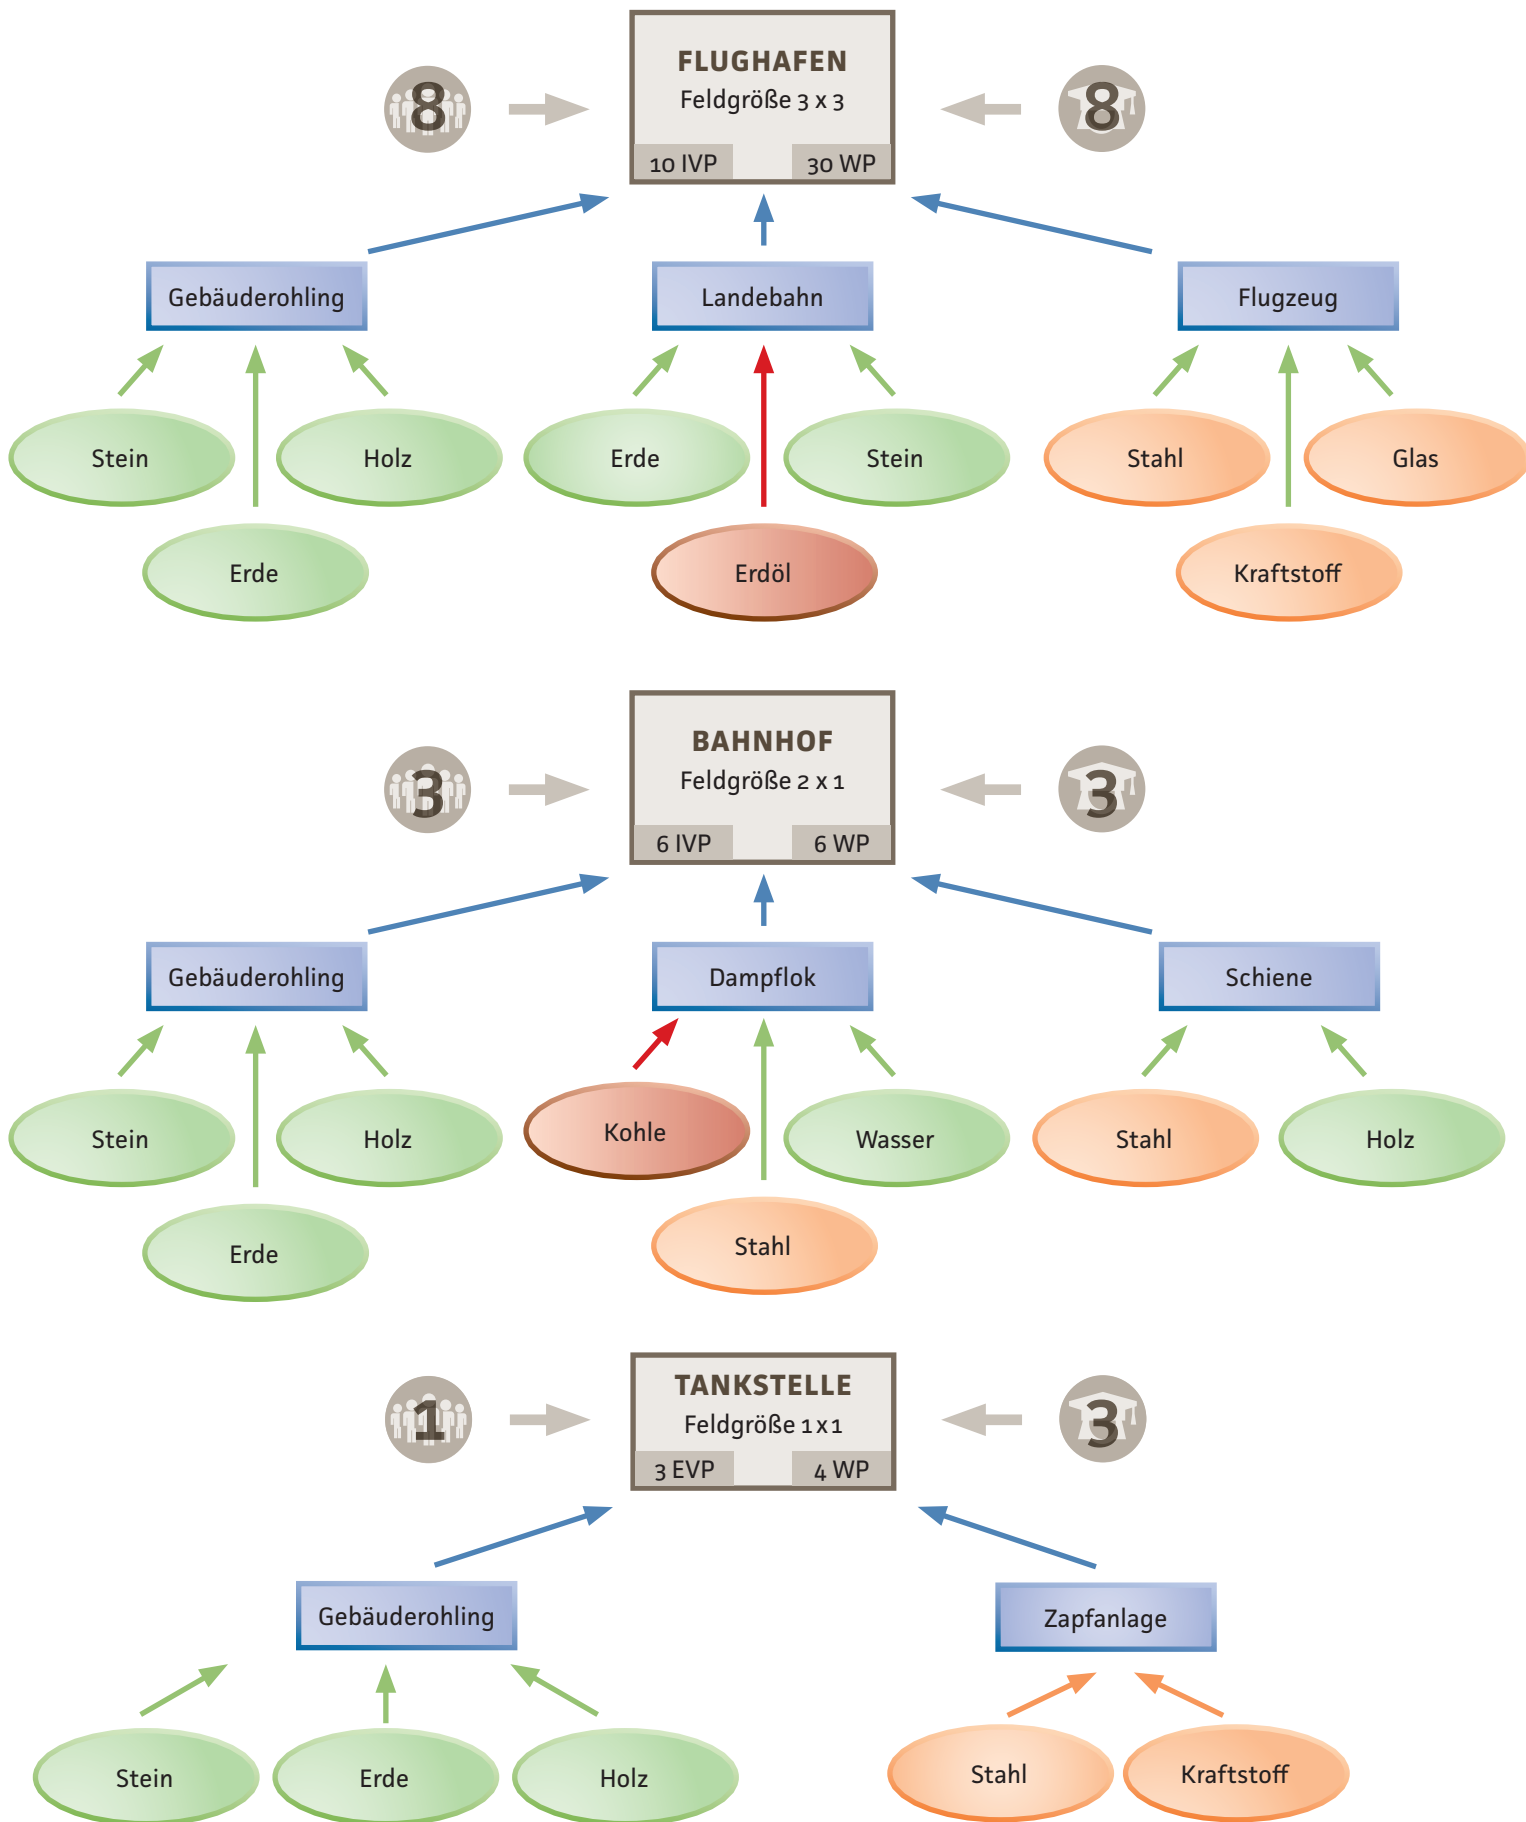 FLUGHAFEN
Feldgröße 3 x 3
8
8
10 IVP
30 WP
Gebäuderohling
Landebahn
Flugzeug
Stein
Holz
Erde
Stein
Stahl
Glas
Erde
Erdöl
Kraftstoff
BAHNHOF
Feldgröße 2 x 1
3
3
6 IVP
6 WP
Gebäuderohling
Dampflok
Schiene
Stein
Holz
Kohle
Wasser
Stahl
Holz
Erde
Stahl
TANKSTELLE
Feldgröße 1 x 1
1
3
3 EVP
4 WP
Gebäuderohling
Zapfanlage
Stein
Erde
Holz
Stahl
Kraftstoff